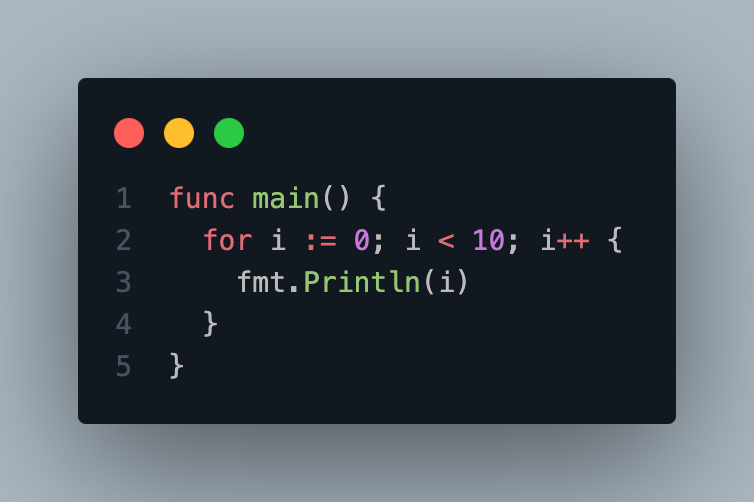 1 func main() {
2   for i := 0; i < 10; i++ {
3     fmt.Println(i)
4   }
5 }